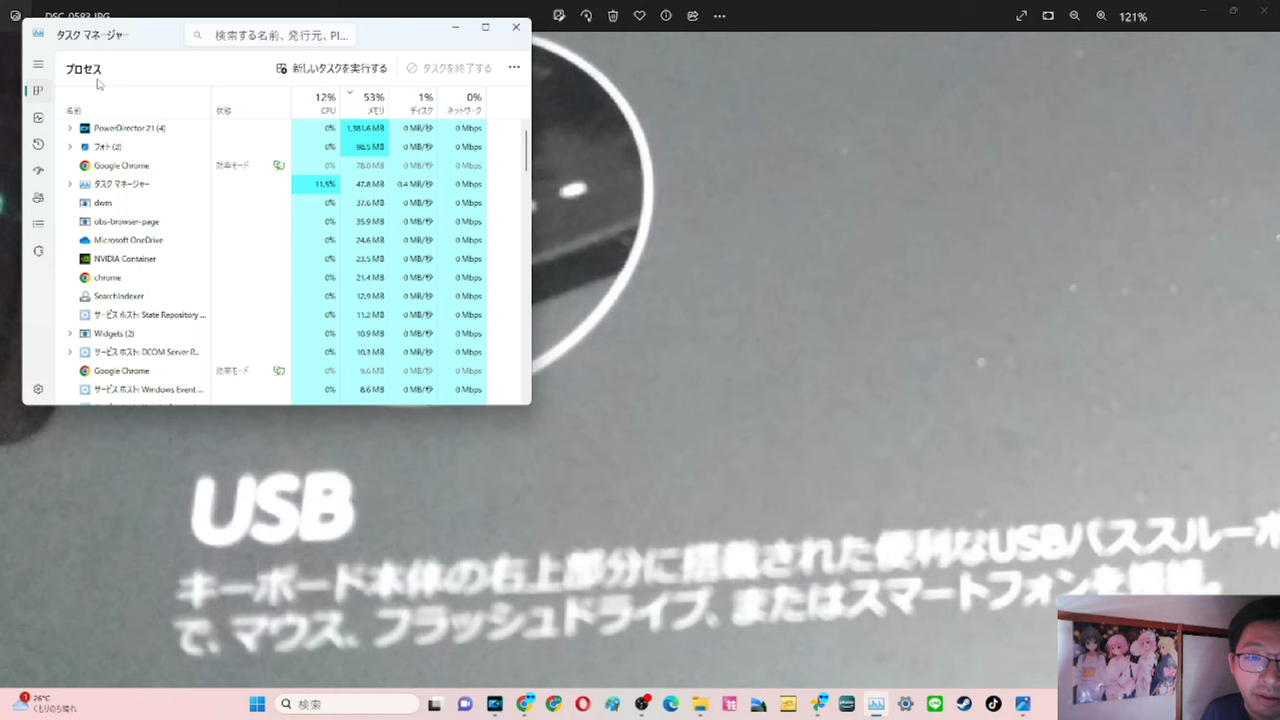 DSC_0583.JPG
121%
タスク マネージャー
検索する名前、発行元、PI...
プロセス
新しいタスクを実行する
タスクを終了する
12% 53% 1% 0%
名前 状態 CPU メモリ ディスク ネットワーク
PowerDirector 21 (4) 0% 1,381.6 MB 0 MB/秒 0 Mbps
フォト (2) 0% 98.5 MB 0 MB/秒 0 Mbps
Google Chrome 効率モード 0% 78.0 MB 0 MB/秒 0 Mbps
タスク マネージャー 11.5% 47.8 MB 0.4 MB/秒 0 Mbps
dwm 0% 37.6 MB 0 MB/秒 0 Mbps
obs-browser-page 0% 35.9 MB 0 MB/秒 0 Mbps
Microsoft OneDrive 0% 24.6 MB 0 MB/秒 0 Mbps
NVIDIA Container 0% 23.5 MB 0 MB/秒 0 Mbps
chrome 0% 21.4 MB 0 MB/秒 0 Mbps
SearchIndexer 0% 12.9 MB 0 MB/秒 0 Mbps
サービス ホスト: State Repository ... 0% 11.2 MB 0 MB/秒 0 Mbps
Widgets (2) 0% 10.9 MB 0 MB/秒 0 Mbps
サービス ホスト: DCOM Server P... 0% 10.3 MB 0 MB/秒 0 Mbps
Google Chrome 効率モード 0% 9.6 MB 0 MB/秒 0 Mbps
サービス ホスト: Windows Event ... 0% 8.6 MB 0 MB/秒 0 Mbps
USB
キーボード本体の右上部分に搭載された便利なUSBパススルーポ
で、マウス、フラッシュドライブ、またはスマートフォンを
26°C
くもりのち晴れ
検索